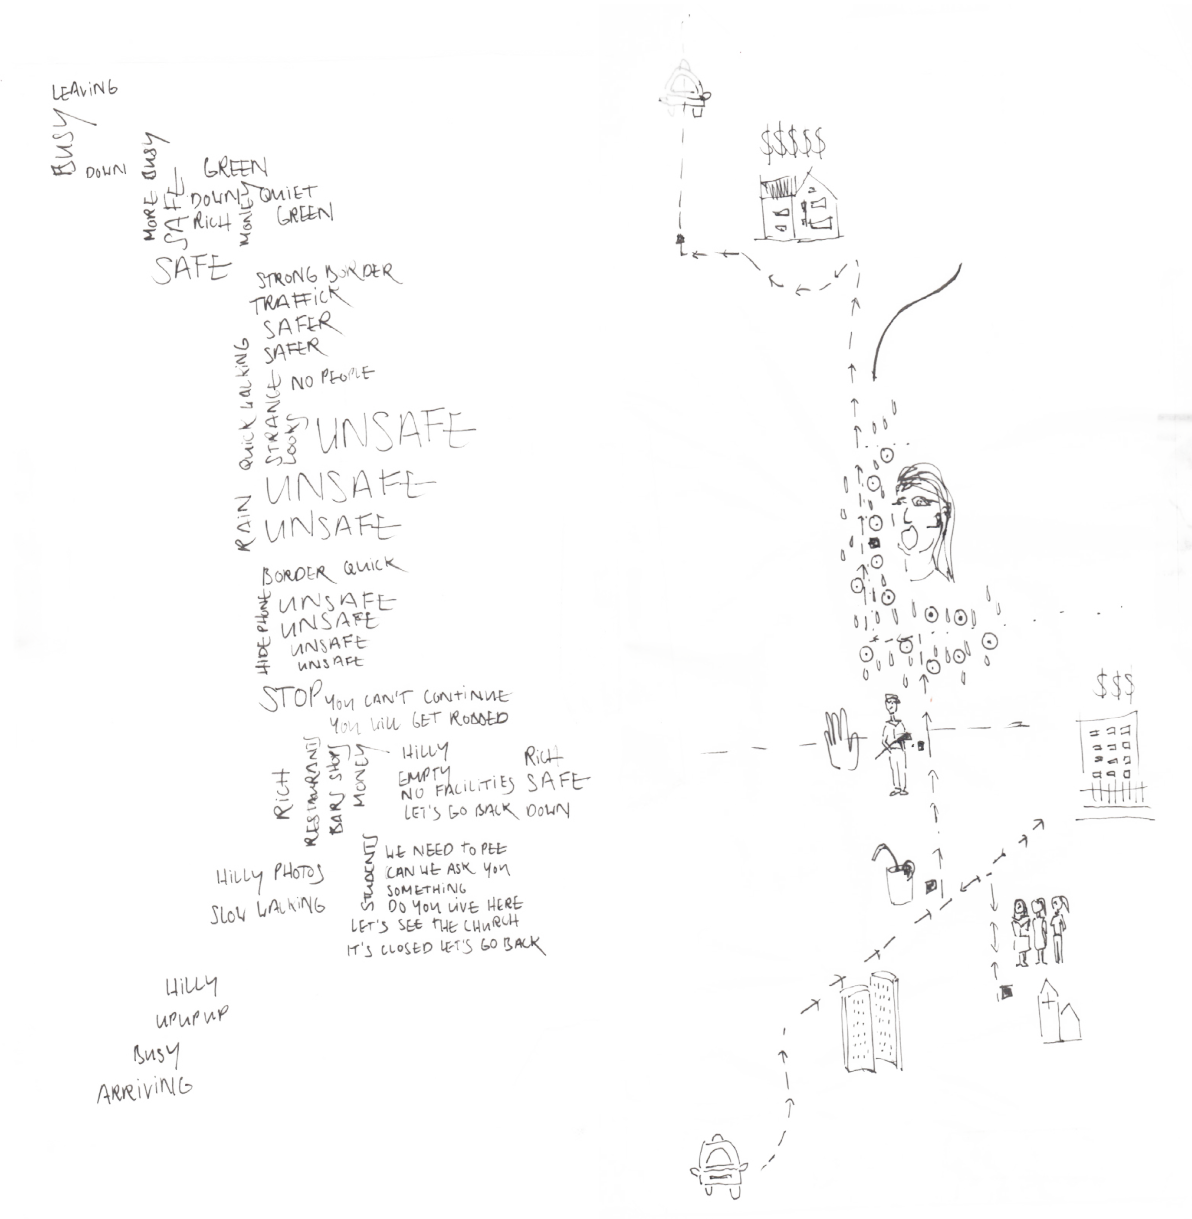 LEAVING
BUSY
DOWN
MORE BUSY
SAFE
GREEN
DOWN
QUIET
RICH
MONEY
GREEN
SAFE
STRONG BORDER
TRAFFICK
SAFER
SAFER
QUICK WALKING
STRANGE
LOOKS
NO PEOPLE
UNSAFE
UNSAFE
RAIN
UNSAFE
BORDER QUICK
HIDE PHONE
UNSAFE
UNSAFE
UNSAFE
UNSAFE
STOP YOU CAN'T CONTINUE
YOU WILL GET ROBBED
RICH
RESTAURANTS
BARS STOP
MONEY
HILLY
EMPTY
NO FACILITIES
LET'S GO BACK DOWN
RICH
SAFE
STUDENTS
WE NEED TO PEE
CAN WE ASK YOU
SOMETHING
DO YOU LIVE HERE
LET'S SEE THE CHURCH
IT'S CLOSED LET'S GO BACK
HILLY PHOTOS
SLOW WALKING
HILLY
UPUPUP
BUSY
ARRIVING
$$$$$
$$$